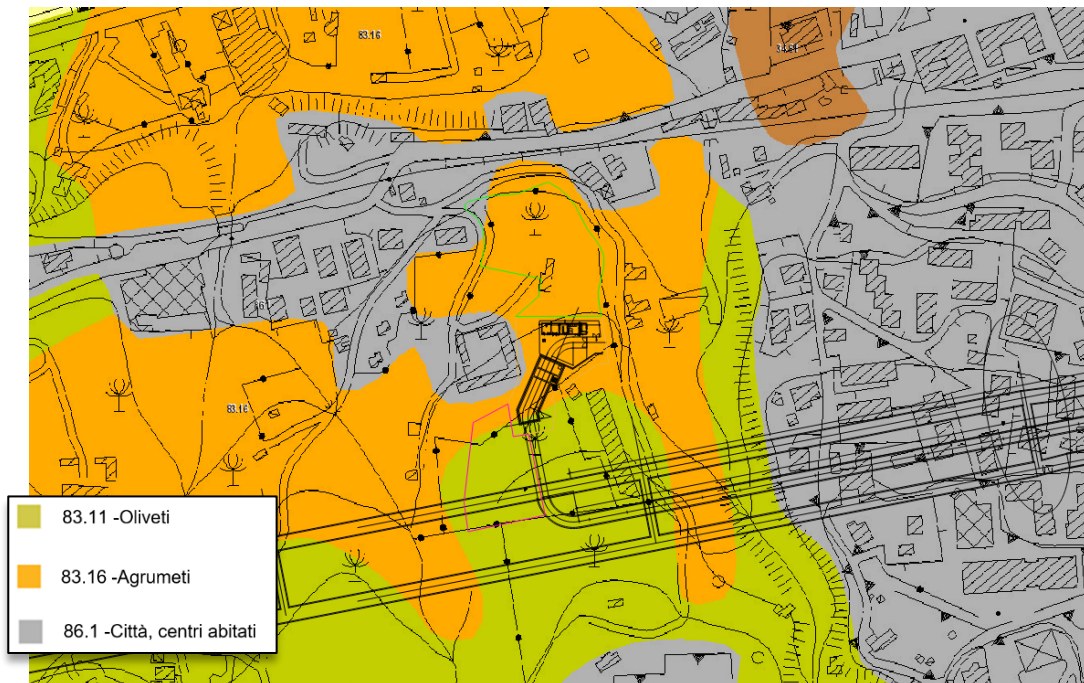 83.16
83.16
83.11 -Oliveti
83.16 -Agrumeti
86.1 -Città, centri abitati